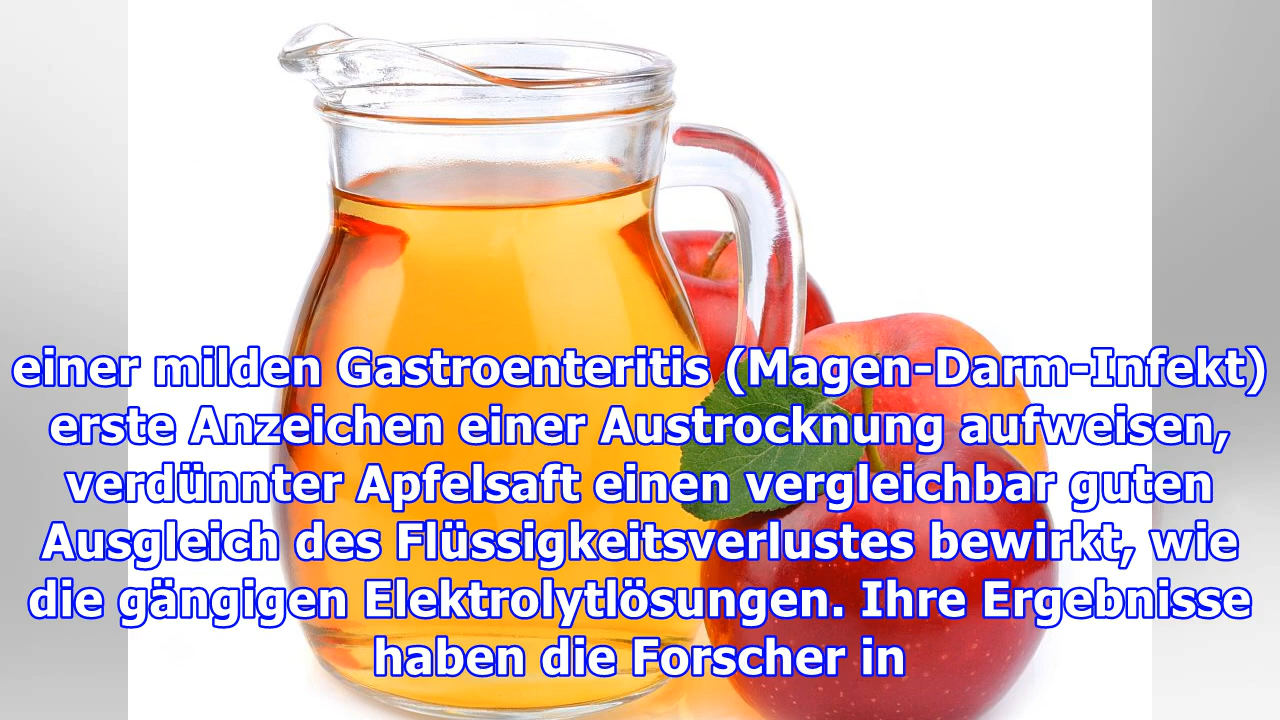 einer milden Gastroenteritis (Magen-Darm-Infekt)
erste Anzeichen einer Austrocknung aufweisen,
verdünnter Apfelsaft einen vergleichbar guten
Ausgleich des Flüssigkeitsverlustes bewirkt, wie
die gängigen Elektrolytlösungen. Ihre Ergebnisse
haben die Forscher in